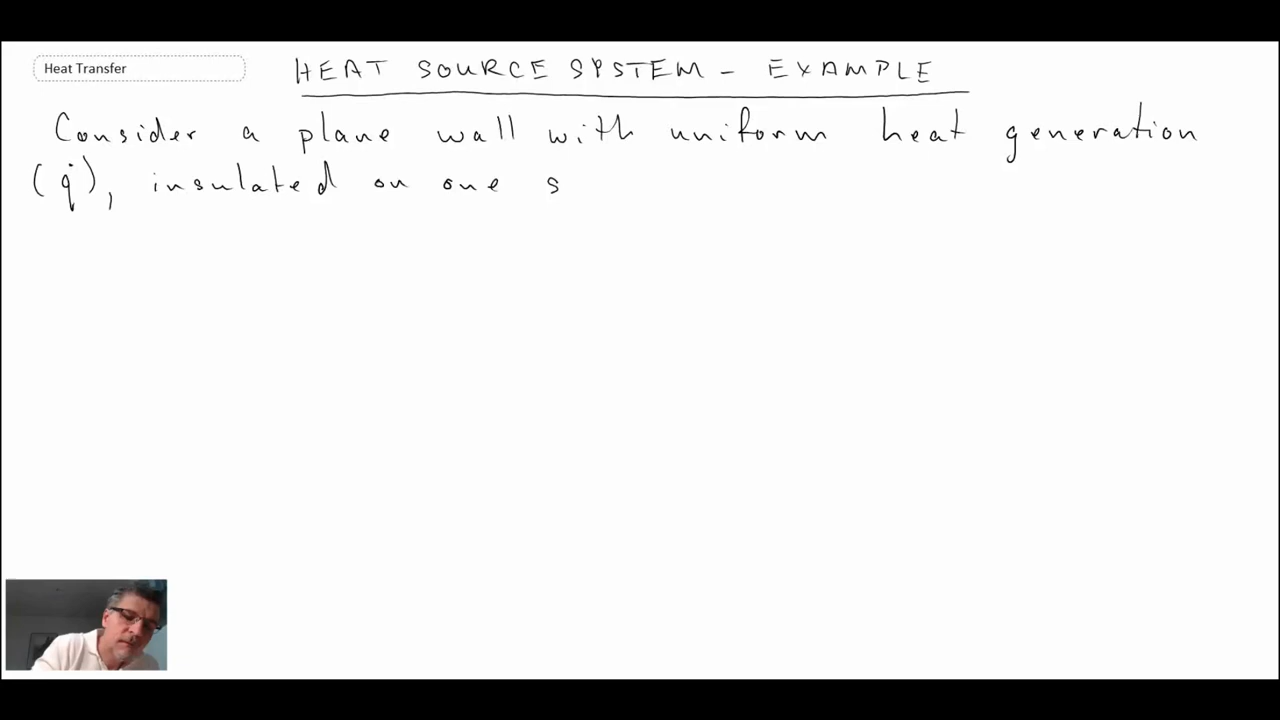 Heat Transfer
HEAT SOURCE SYSTEM - EXAMPLE
Consider a plane wall with uniform heat generation
(q̇), insulated on one s